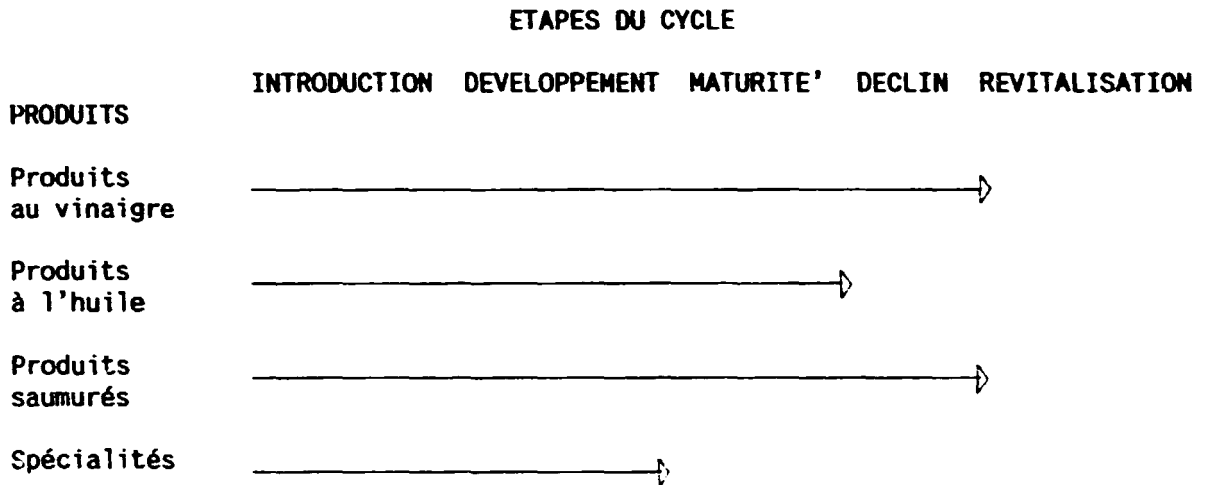 ETAPES DU CYCLE
INTRODUCTION DEVELOPPEMENT MATURITE' DECLIN REVITALISATION
PRODUITS
Produits
au vinaigre
Produits
à l'huile
Produits
saumurés
Spécialités